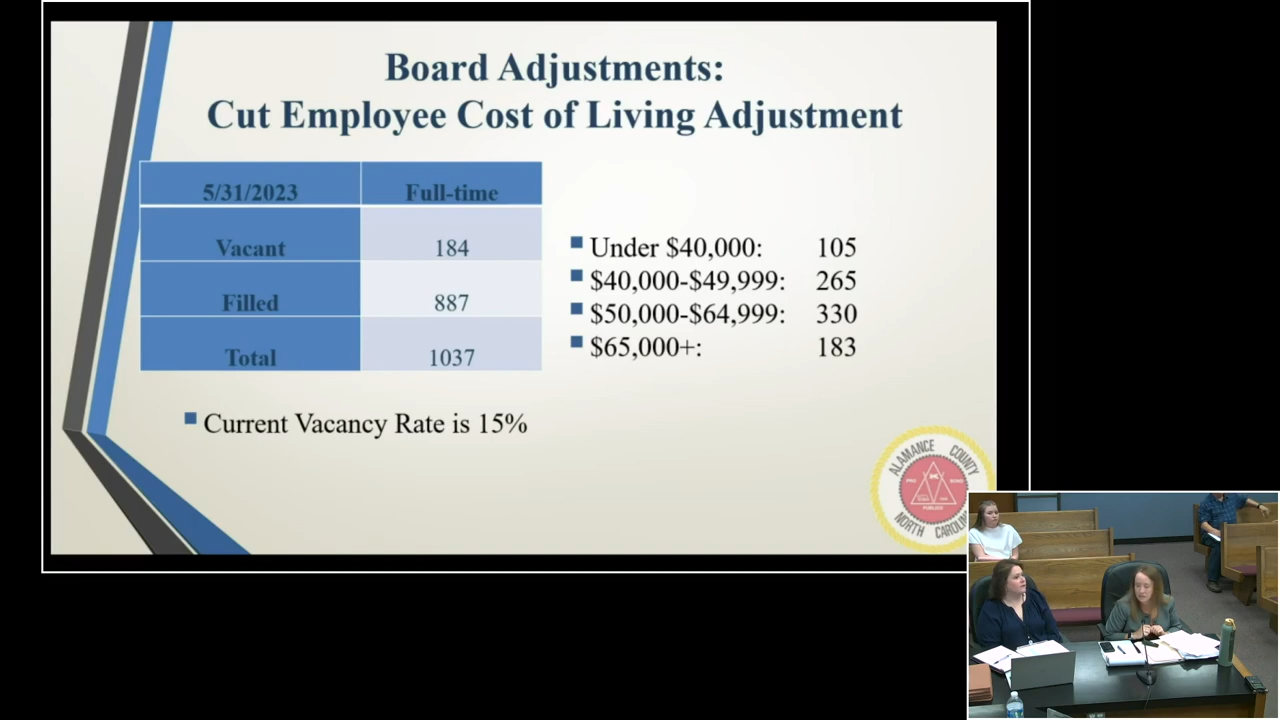 Board Adjustments:
Cut Employee Cost of Living Adjustment
5/31/2023 Full-time
Vacant 184
Filled 887
Total 1037
Under $40,000: 105
$40,000-$49,999: 265
$50,000-$64,999: 330
$65,000+: 183
Current Vacancy Rate is 15%
ALAMANCE COUNTY
NORTH CAROLIN